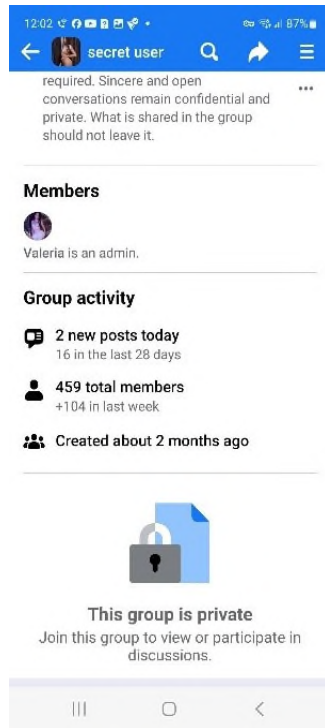 12:02
87%
secret user
required. Sincere and open
conversations remain confidential and
private. What is shared in the group
should not leave it.
Members
Valeria is an admin.
Group activity
2 new posts today
16 in the last 28 days
459 total members
+104 in last week
Created about 2 months ago
This group is private
Join this group to view or participate in
discussions.